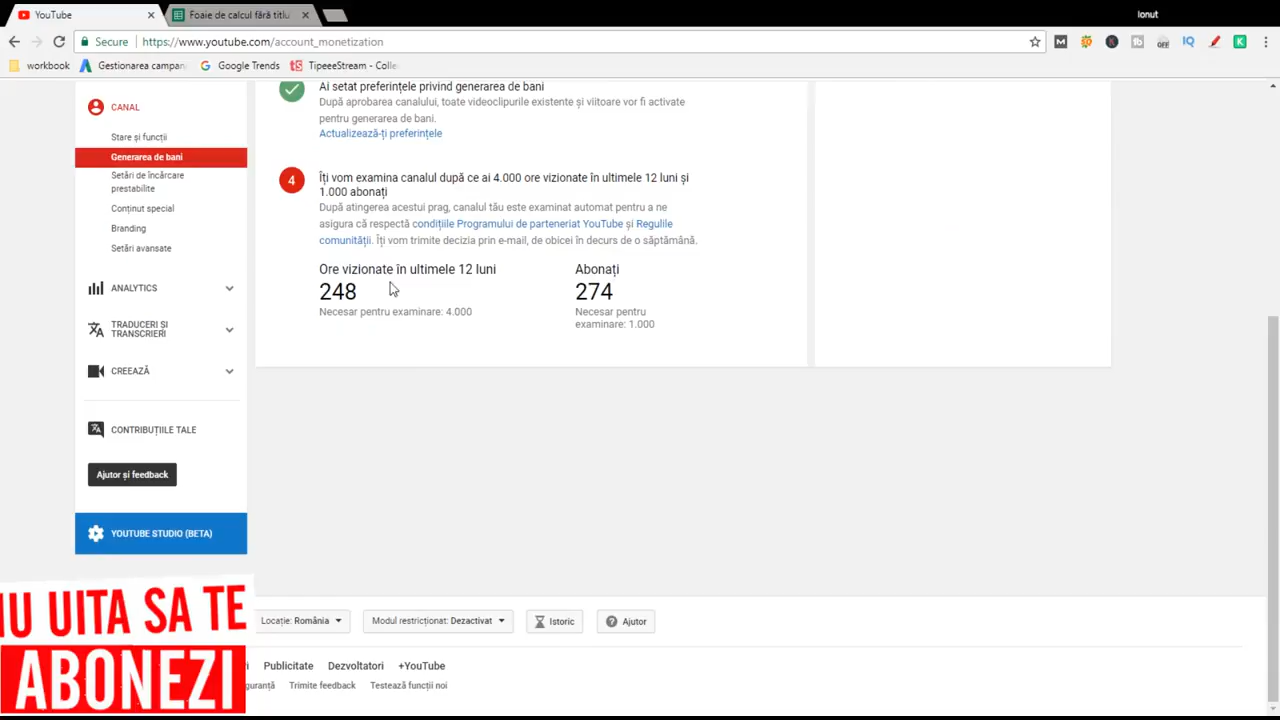 YouTube
Foaie de calcul fără titlu
Ionut
Secure
https://www.youtube.com/account_monetization
workbook
Gestionarea campan
Google Trends
TipeeeStream - Colle
CANAL
Stare și funcții
Generarea de bani
Setări de încărcare
prestabilite
Conținut special
Branding
Setări avansate
ANALYTICS
TRADUCERI ȘI
TRANSCRIERI
CREEAZĂ
CONTRIBUȚIILE TALE
Ajutor și feedback
YOUTUBE STUDIO (BETA)
Ai setat preferințele privind generarea de bani
După aprobarea canalului, toate videoclipurile existente și viitoare vor fi activate
pentru generarea de bani.
Actualizează-ți preferințele
4
Îți vom examina canalul după ce ai 4.000 ore vizionate în ultimele 12 luni și
1.000 abonați
După atingerea acestui prag, canalul tău este examinat automat pentru a ne
asigura că respectă condițiile Programului de parteneriat YouTube și Regulile
comunității. Îți vom trimite decizia prin e-mail, de obicei în decurs de o săptămână.
Ore vizionate în ultimele 12 luni
248
Necesar pentru examinare: 4.000
Abonați
274
Necesar pentru
examinare: 1.000
NU UITA SA TE
ABONEZI
Locație: România
Modul restricționat: Dezactivat
Istoric
Ajutor
Publicitate
Dezvoltatori
+YouTube
Trimite feedback
Testează funcții noi